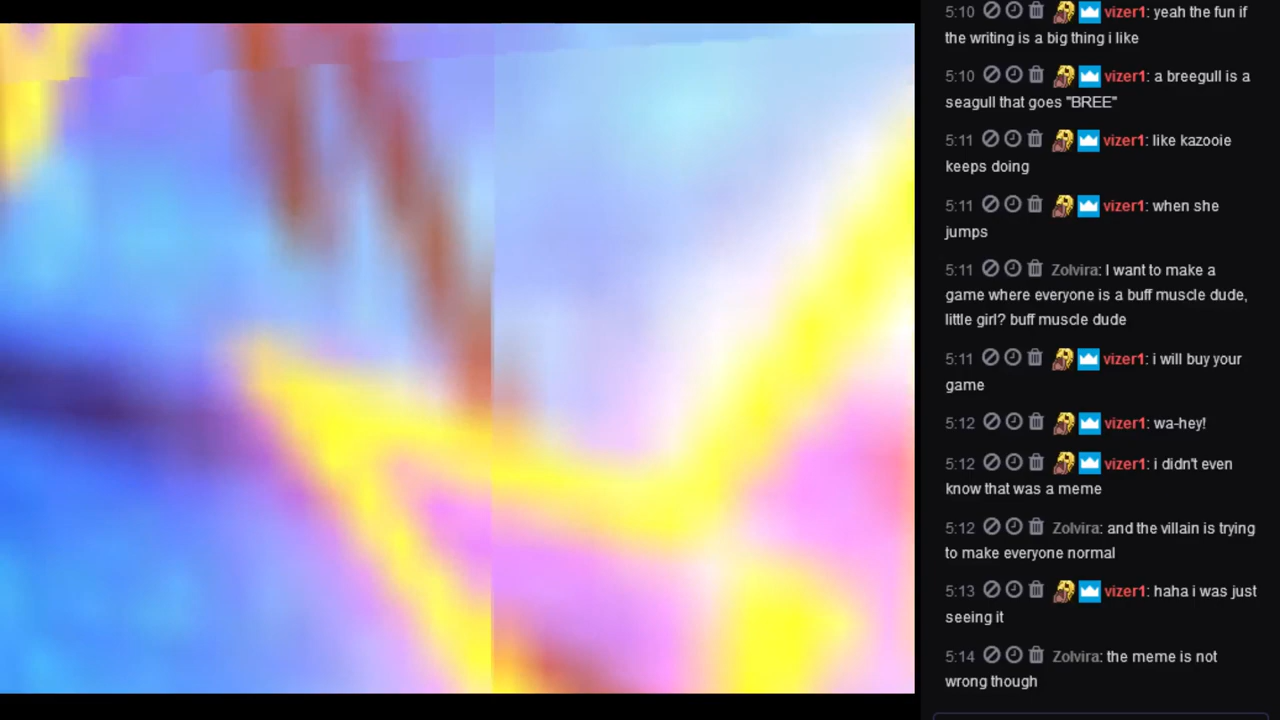 5:10 vizer1: yeah the fun if
the writing is a big thing i like
5:10 vizer1: a breegull is a
seagull that goes "BREE"
5:11 vizer1: like kazooie
keeps doing
5:11 vizer1: when she
jumps
5:11 Zolvira: I want to make a
game where everyone is a buff muscle dude,
little girl? buff muscle dude
5:11 vizer1: i will buy your
game
5:12 vizer1: wa-hey!
5:12 vizer1: i didn't even
know that was a meme
5:12 Zolvira: and the villain is trying
to make everyone normal
5:13 vizer1: haha i was just
seeing it
5:14 Zolvira: the meme is not
wrong though